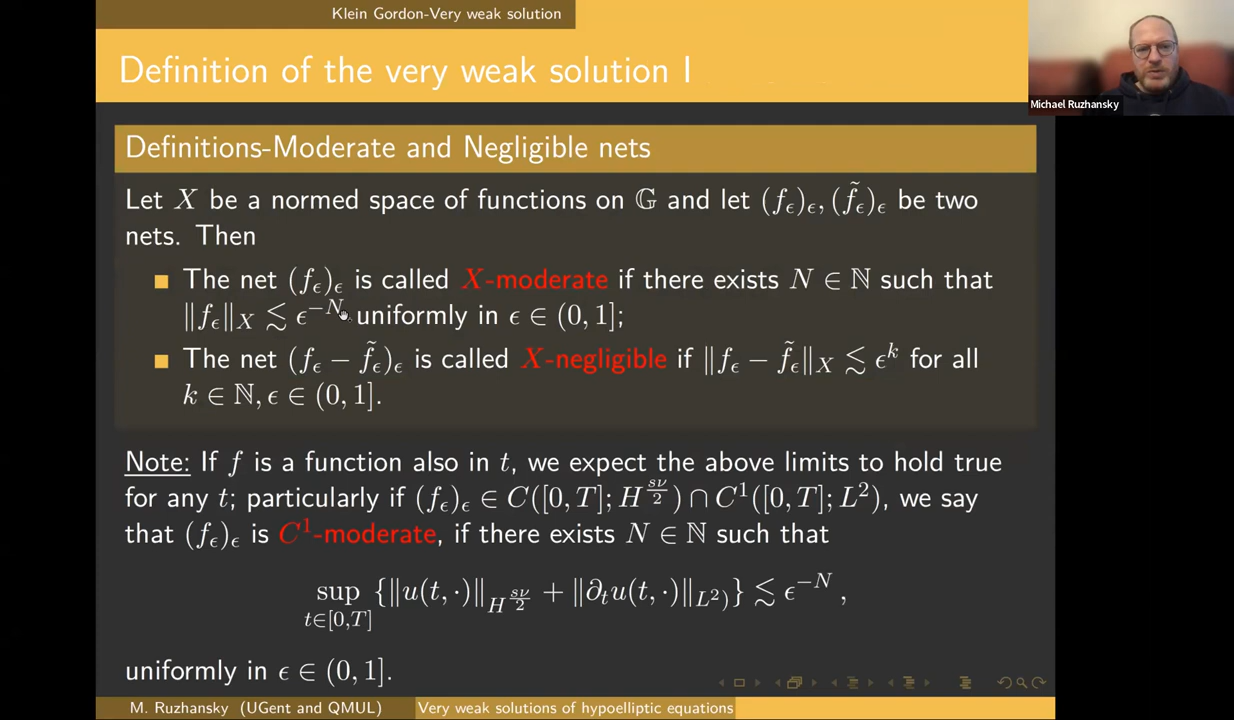 Klein Gordon-Very weak solution
Definition of the very weak solution I
Michael Ruzhansky
Definitions-Moderate and Negligible nets
Let X be a normed space of functions on 𝔾 and let (f_ϵ)_ϵ, (f̃_ϵ)_ϵ be two
nets. Then
The net (f_ϵ)_ϵ is called X-moderate if there exists N ∈ ℕ such that
‖f_ϵ‖_X ≲ ϵ^{−N} uniformly in ϵ ∈ (0, 1];
The net (f_ϵ − f̃_ϵ)_ϵ is called X-negligible if ‖f_ϵ − f̃_ϵ‖_X ≲ ϵ^k for all
k ∈ ℕ, ϵ ∈ (0, 1].
Note: If f is a function also in t, we expect the above limits to hold true
for any t; particularly if (f_ϵ)_ϵ ∈ C([0, T]; H^{sν/2}) ∩ C^1([0, T]; L^2), we say
that (f_ϵ)_ϵ is C^1-moderate, if there exists N ∈ ℕ such that
sup_{t∈[0,T]} {‖u(t, ·)‖_{H^{sν/2}} + ‖∂_t u(t, ·)‖_{L^2)}} ≲ ϵ^{−N} ,
uniformly in ϵ ∈ (0, 1].
M. Ruzhansky (UGent and QMUL) Very weak solutions of hypoelliptic equations